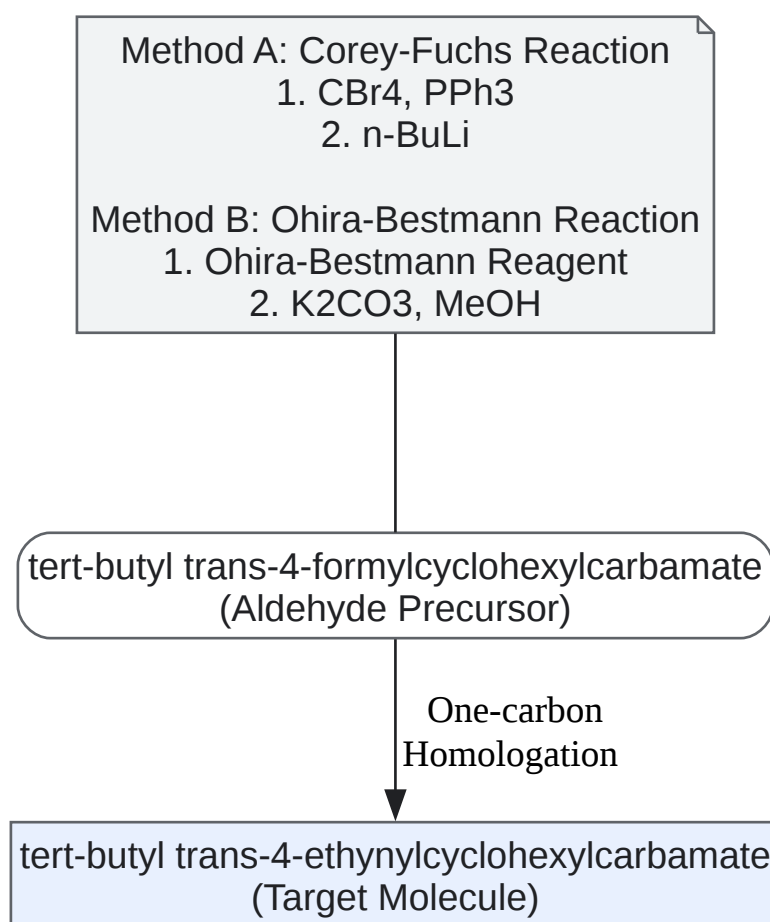 Method A: Corey-Fuchs Reaction
1. CBr4, PPh3
2. n-BuLi
Method B: Ohira-Bestmann Reaction
1. Ohira-Bestmann Reagent
2. K2CO3, MeOH
tert-butyl trans-4-formylcyclohexylcarbamate
(Aldehyde Precursor)
One-carbon
Homologation
tert-butyl trans-4-ethynylcyclohexylcarbamate
(Target Molecule)